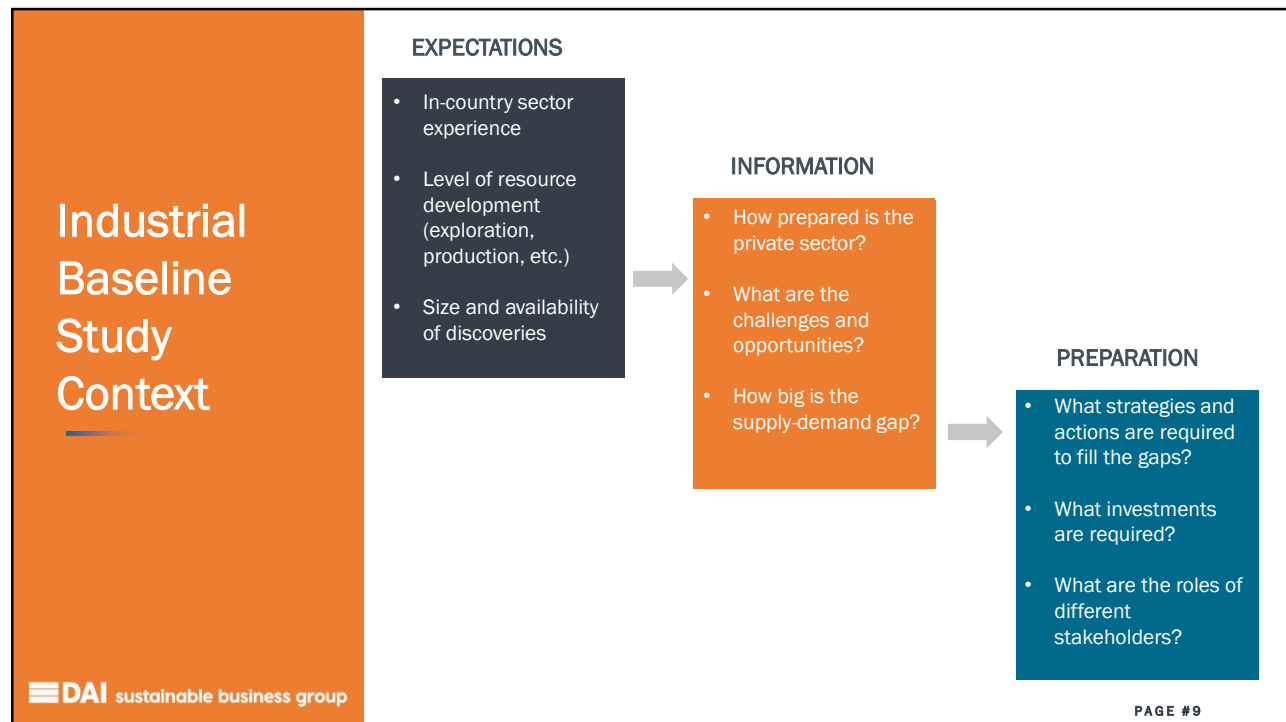 Industrial
Baseline
Study
Context
EXPECTATIONS
• In-country sector
experience
• Level of resource
development
(exploration,
production, etc.)
• Size and availability
of discoveries
INFORMATION
• How prepared is the
private sector?
• What are the
challenges and
opportunities?
• How big is the
supply-demand gap?
PREPARATION
• What strategies and
actions are required
to fill the gaps?
• What investments
are required?
• What are the roles of
different
stakeholders?
DAI sustainable business group
PAGE #9